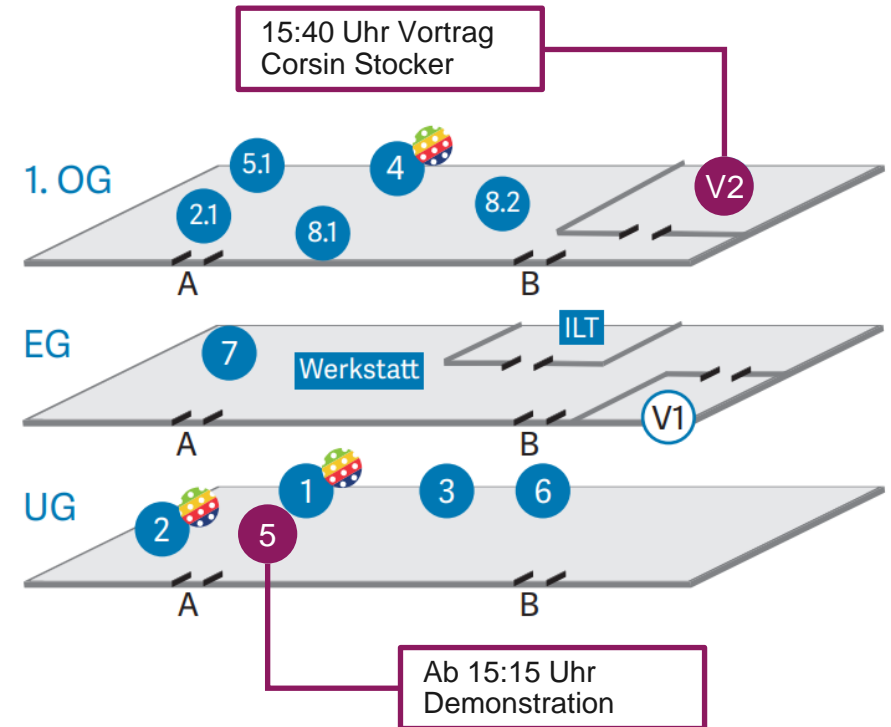 15:40 Uhr Vortrag
Corsin Stocker
1. OG
5.1
4
V2
2.1
8.1
8.2
A
B
EG
7
Werkstatt
ILT
V1
A
B
UG
2
1
3
6
5
A
B
Ab 15:15 Uhr
Demonstration